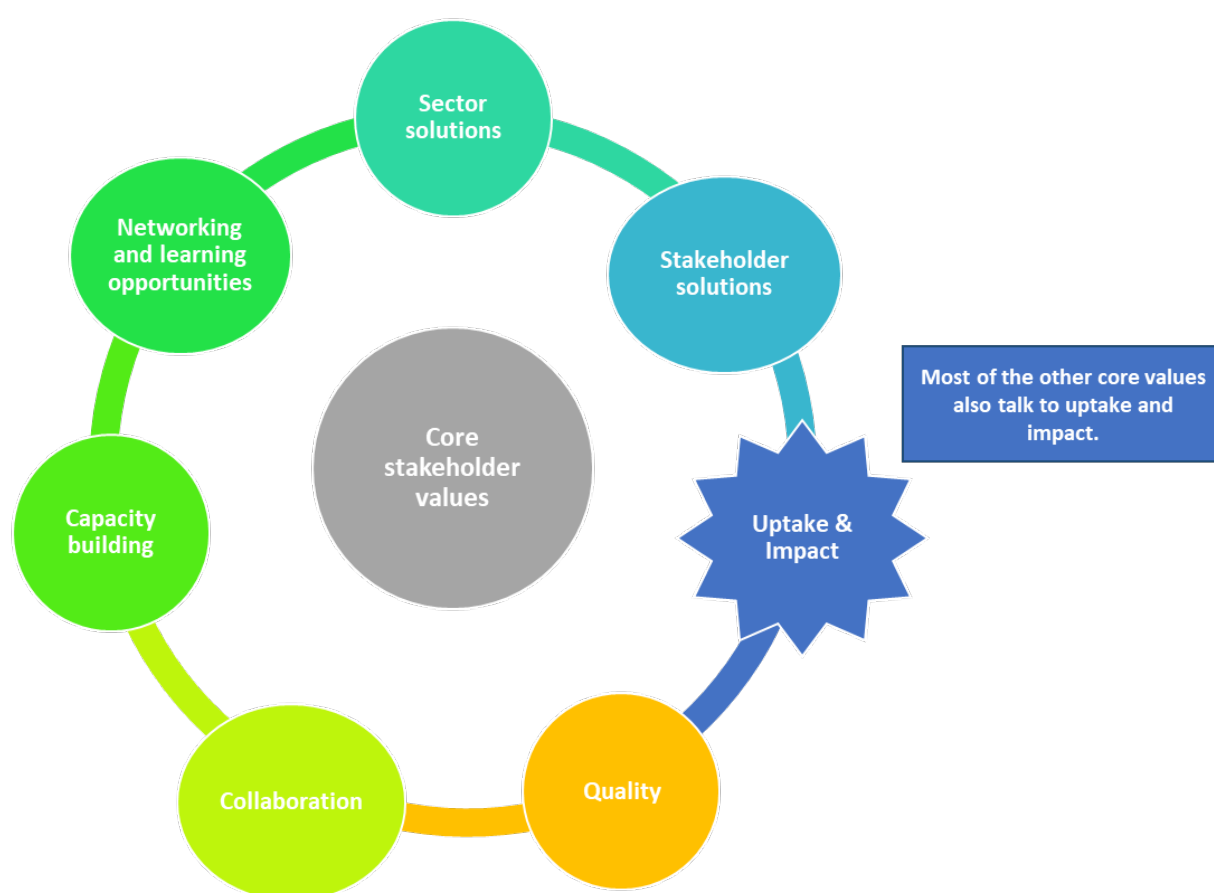 Sector
solutions
Networking
and learning
opportunities
Stakeholder
solutions
Most of the other core values
also talk to uptake and
impact.
Core
stakeholder
values
Capacity
building
Uptake &
Impact
Collaboration
Quality